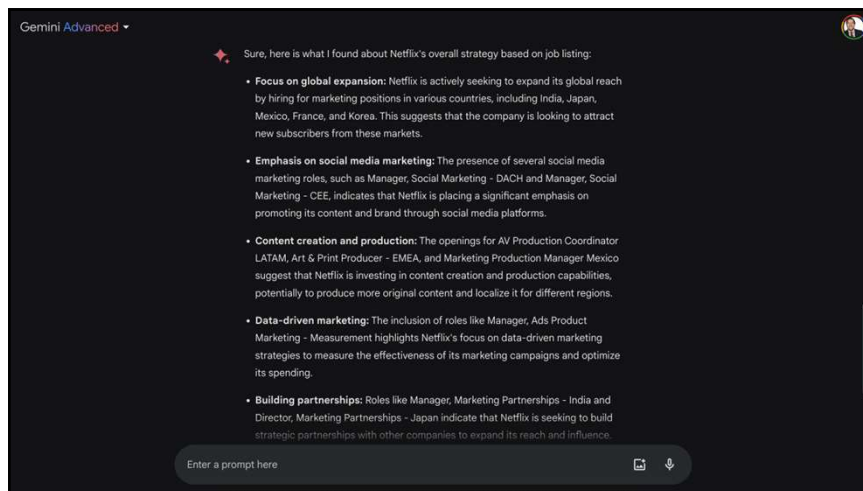 Gemini Advanced
Sure, here is what I found about Netflix's overall strategy based on job listing:
• Focus on global expansion: Netflix is actively seeking to expand its global reach
by hiring for marketing positions in various countries, including India, Japan,
Mexico, France, and Korea. This suggests that the company is looking to attract
new subscribers from these markets.
• Emphasis on social media marketing: The presence of several social media
marketing roles, such as Manager, Social Marketing - DACH and Manager, Social
Marketing - CEE, indicates that Netflix is placing a significant emphasis on
promoting its content and brand through social media platforms.
• Content creation and production: The openings for AV Production Coordinator
LATAM, Art & Print Producer - EMEA, and Marketing Production Manager Mexico
suggest that Netflix is investing in content creation and production capabilities,
potentially to produce more original content and localize it for different regions.
• Data-driven marketing: The inclusion of roles like Manager, Ads Product
Marketing - Measurement highlights Netflix's focus on data-driven marketing
strategies to measure the effectiveness of its marketing campaigns and optimize
its spending.
• Building partnerships: Roles like Manager, Marketing Partnerships - India and
Director, Marketing Partnerships - Japan indicate that Netflix is seeking to build
strategic partnerships with other companies to expand its reach and influence.
Enter a prompt here